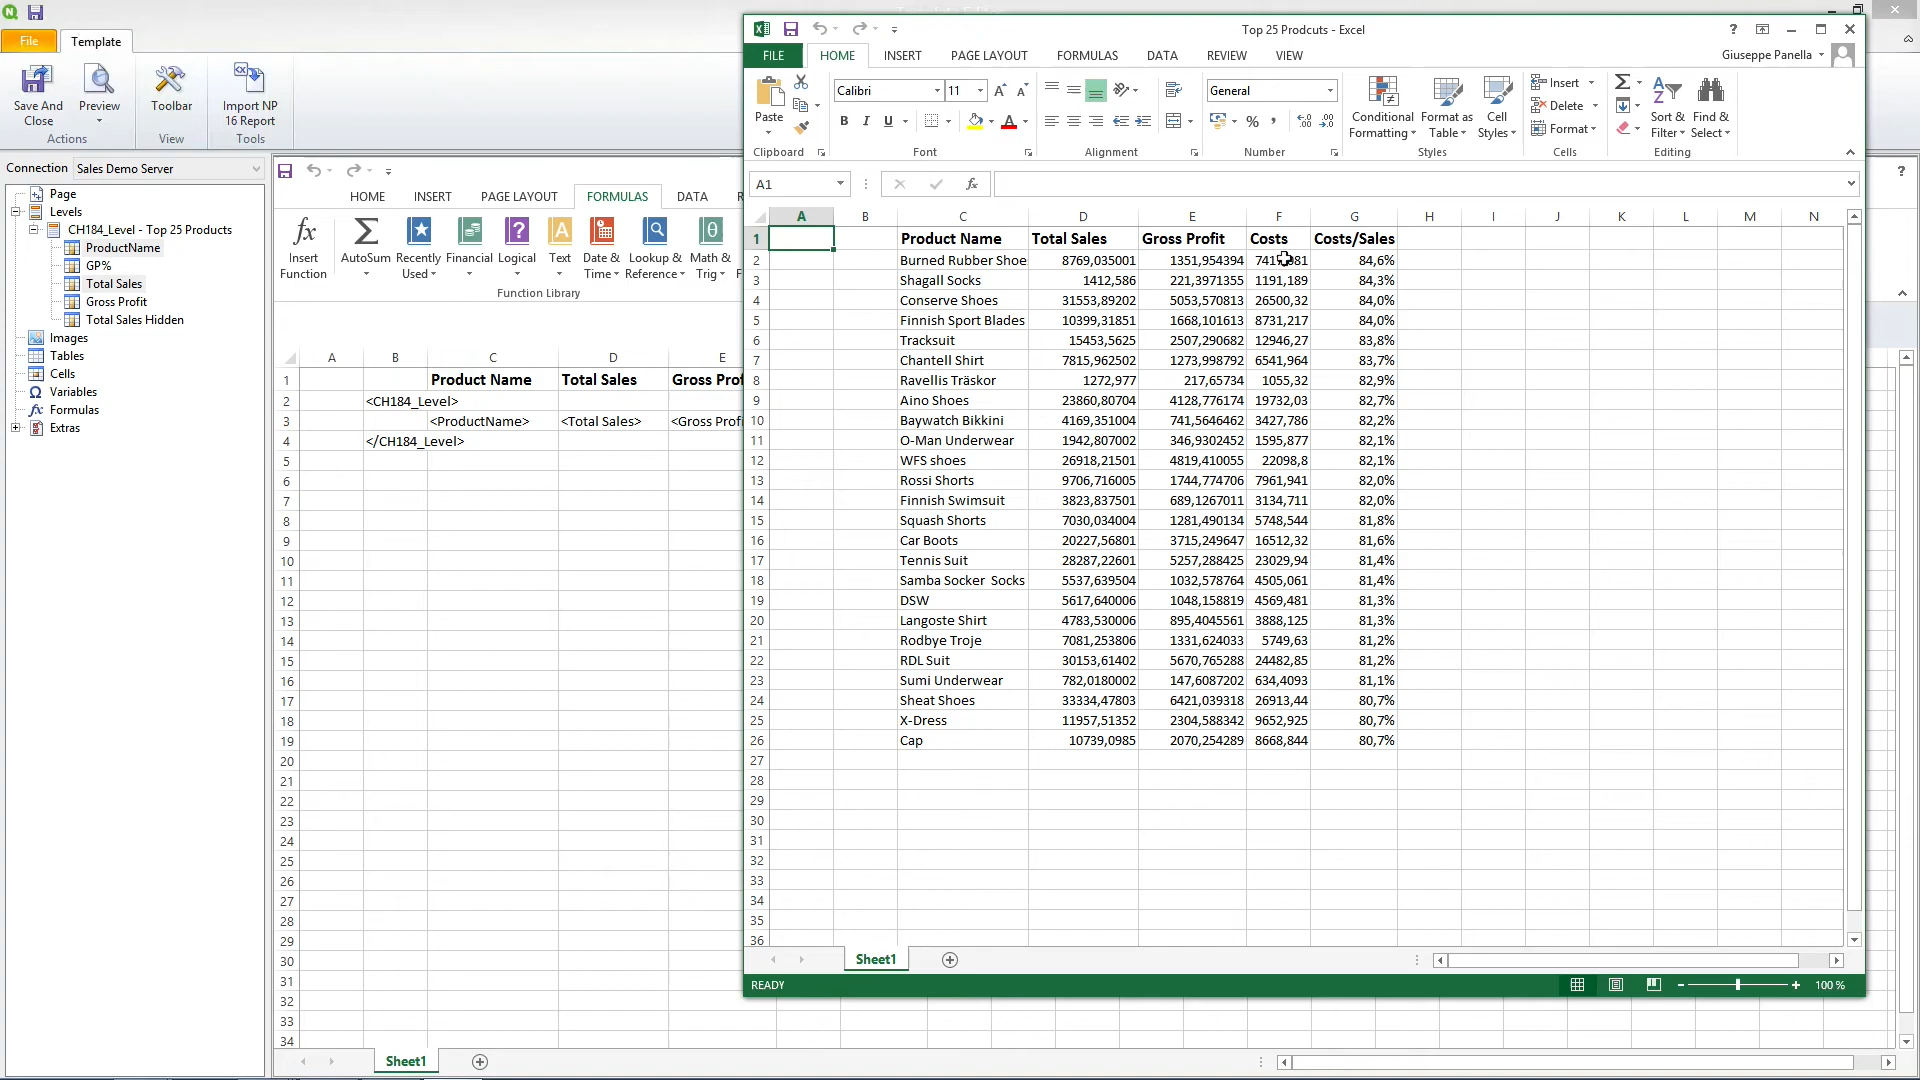 File
Template
Save And Close
Preview
Toolbar
Import NP 16 Report
Actions
View
Tools
Connection Sales Demo Server
Page
Levels
CH184_Level - Top 25 Products
ProductName
GP%
Total Sales
Gross Profit
Total Sales Hidden
Images
Tables
Cells
Variables
Formulas
Extras
HOME INSERT PAGE LAYOUT FORMULAS DATA
Insert Function
AutoSum
Recently Used
Financial
Logical
Text
Date & Time
Lookup & Reference
Math & Trig
Function Library
A B C D E
1 Product Name Total Sales Gross Prof
2 <CH184_Level>
3 <ProductName> <Total Sales> <Gross Profi
4 </CH184_Level>
5
6
7
8
9
10
11
12
13
14
15
16
17
18
19
20
21
22
23
24
25
26
27
28
29
30
31
32
33
34
Sheet1
Top 25 Prodcuts - Excel
FILE HOME INSERT PAGE LAYOUT FORMULAS DATA REVIEW VIEW
Giuseppe Panella
Paste
Calibri 11
B I U
General
Conditional Formatting
Format as Table
Cell Styles
Insert
Delete
Format
Sort & Filter
Find & Select
Clipboard Font Alignment Number Styles Cells Editing
A1
fx
A B C D E F G H I J K L M N
1 Product Name Total Sales Gross Profit Costs Costs/Sales
2 Burned Rubber Shoe 8769,035001 1351,954394 84,6%
3 Shagall Socks 1412,586 221,3971355 1191,189 84,3%
4 Conserve Shoes 31553,89202 5053,570813 26500,32 84,0%
5 Finnish Sport Blades 10399,31851 1668,101613 8731,217 84,0%
6 Tracksuit 15453,5625 2507,290682 12946,27 83,8%
7 Chantell Shirt 7815,962502 1273,998792 6541,964 83,7%
8 Ravellis Träskor 1272,977 217,65734 1055,32 82,9%
9 Aino Shoes 23860,80704 4128,776174 19732,03 82,7%
10 Baywatch Bikkini 4169,351004 741,5646462 3427,786 82,2%
11 O-Man Underwear 1942,807002 346,9302452 1595,877 82,1%
12 WFS shoes 26918,21501 4819,410055 22098,8 82,1%
13 Rossi Shorts 9706,716005 1744,774706 7961,941 82,0%
14 Finnish Swimsuit 3823,837501 689,1267011 3134,711 82,0%
15 Squash Shorts 7030,034004 1281,490134 5748,544 81,8%
16 Car Boots 20227,56801 3715,249647 16512,32 81,6%
17 Tennis Suit 28287,22601 5257,288425 23029,94 81,4%
18 Samba Socker Socks 5537,639504 1032,578764 4505,061 81,4%
19 DSW 5617,640006 1048,158819 4569,481 81,3%
20 Langoste Shirt 4783,530006 895,4045561 3888,125 81,3%
21 Rodbye Troje 7081,253806 1331,624033 5749,63 81,2%
22 RDL Suit 30153,61402 5670,765288 24482,85 81,2%
23 Sumi Underwear 782,0180002 147,6087202 634,4093 81,1%
24 Sheat Shoes 33334,47803 6421,039318 26913,44 80,7%
25 X-Dress 11957,51352 2304,588342 9652,925 80,7%
26 Cap 10739,0985 2070,254289 8668,844 80,7%
27
28
29
30
31
32
33
34
35
36
Sheet1
READY
100 %